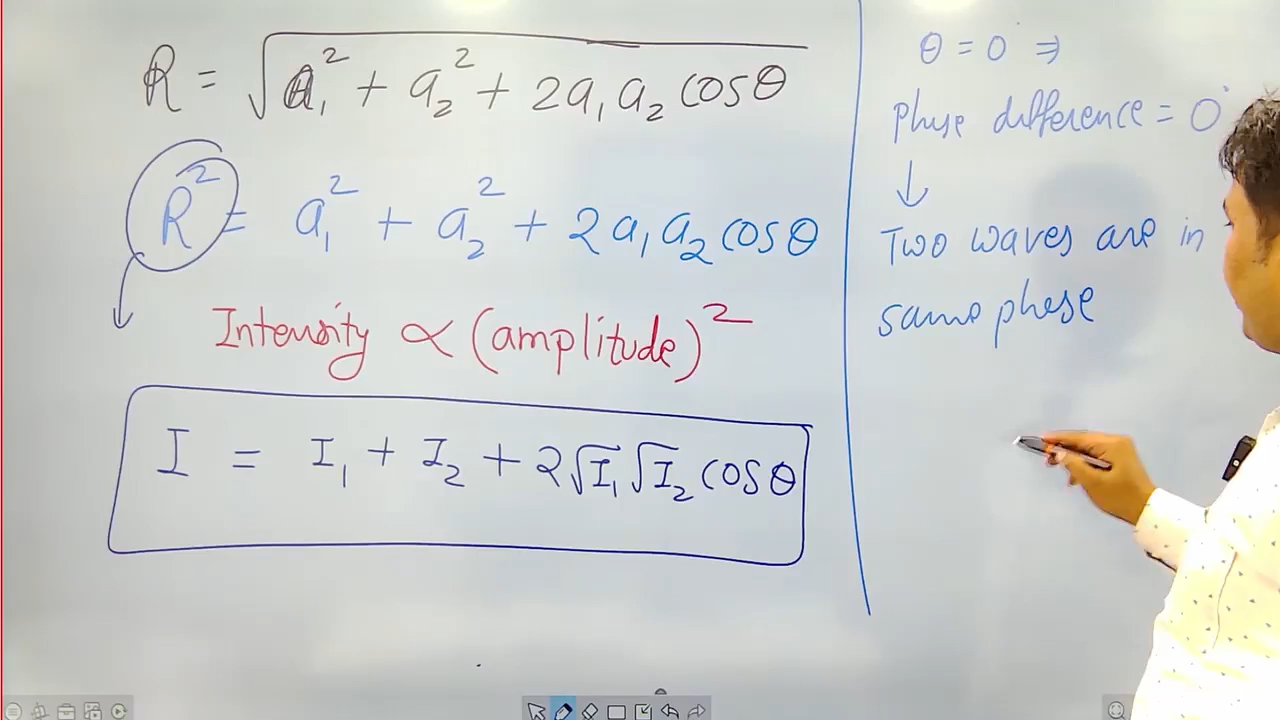 R = √a₁² + a₂² + 2a₁a₂ cosθ
R² = a₁² + a₂² + 2a₁a₂ cosθ
Intensity ∝ (amplitude)²
I = I₁ + I₂ + 2√I₁ √I₂ cosθ
θ = 0 ⇒
phase difference = 0°
↓
Two waves are in
same phase